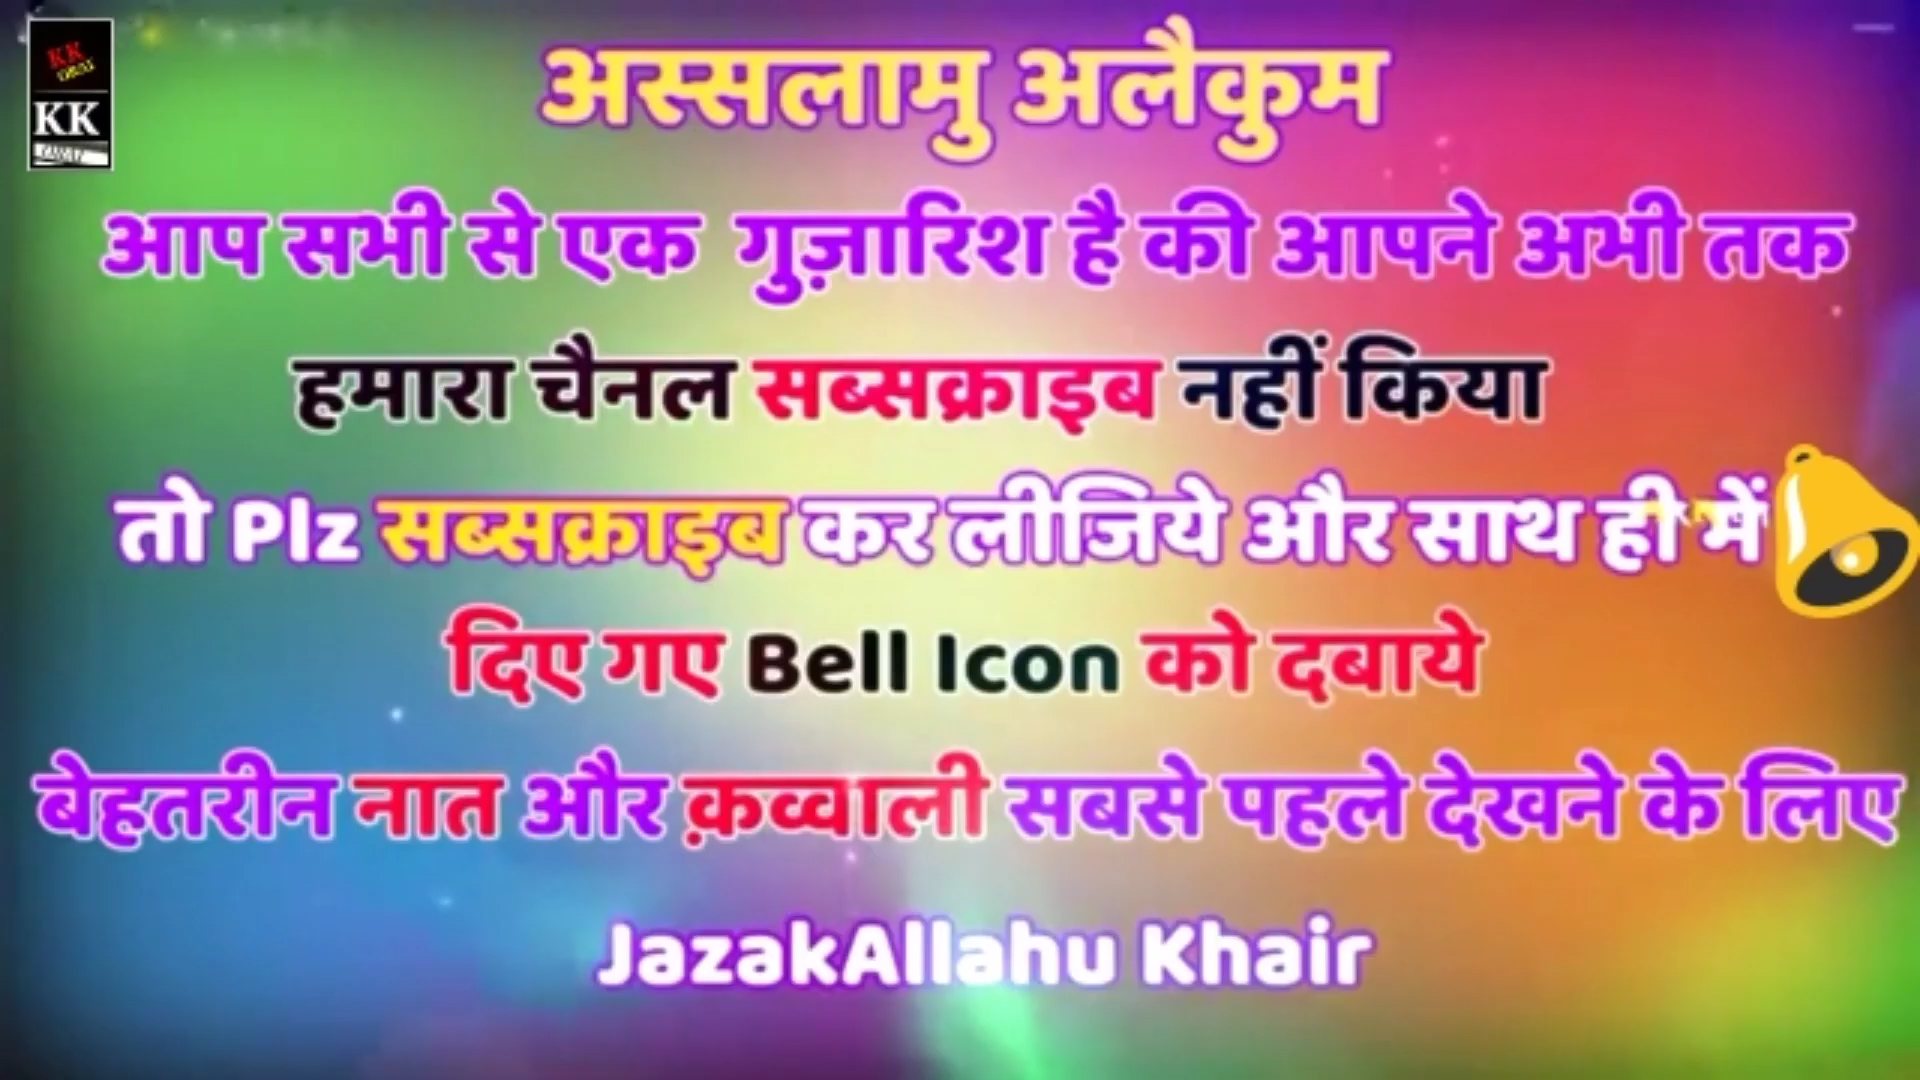 KK
KK
अस्सलामु अलैकुम
आप सभी से एक गुज़ारिश है की आपने अभी तक
हमारा चैनल सब्सक्राइब नहीं किया
तो Plz सब्सक्राइब कर लीजिये और साथ ही में
दिए गए Bell Icon को दबाये
बेहतरीन नात और क़व्वाली सबसे पहले देखने के लिए
JazakAllahu Khair